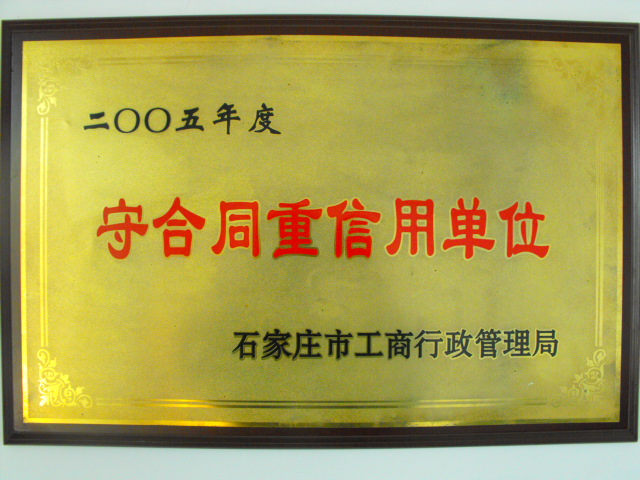 二〇〇五年度
守合同重信用单位
石家庄市工商行政管理局